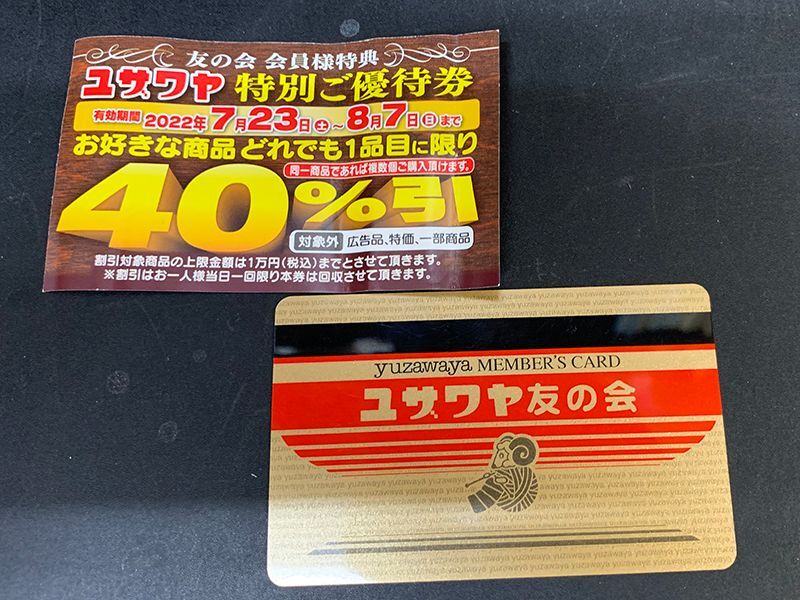 友の会 会員様特典
ユザワヤ 特別ご優待券
有効期間 2022年7月23日(土)~8月7日(日)まで
お好きな商品 どれでも1品目に限り
同一商品であれば複数個ご購入頂けます。
40%引
対象外 広告品、特価、一部商品
割引対象商品の上限金額は1万円(税込)までとさせて頂きます。
※割引はお一人様当日一回限り本券は回収させて頂きます。
yuzawaya MEMBER'S CARD
ユザワヤ友の会